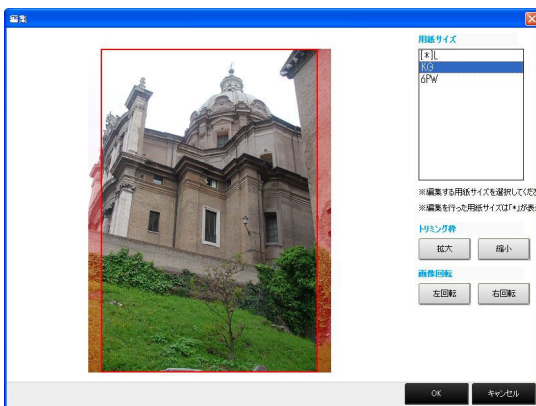 編集
用紙サイズ
[*]L
KG
6PW
※編集する用紙サイズを選択してくだ
※編集を行った用紙サイズは「*」が表
トリミング枠
拡大 縮小
画像回転
左回転 右回転
OK キャンセル